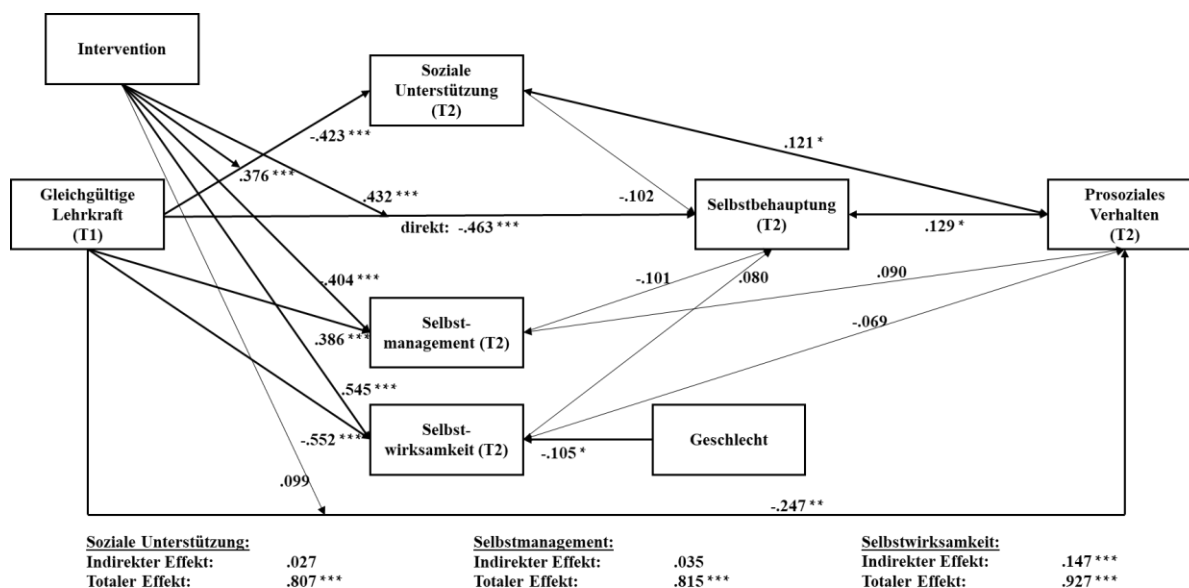 Intervention
Soziale
Unterstützung
(T2)
-.423 ***
.121 *
.376 ***
Gleichgültige
Lehrkraft
(T1)
.432 ***
-.102
Selbstbehauptung
(T2)
Prosoziales
Verhalten
(T2)
direkt: -.463 ***
.129 *
-.404 ***
-.101
.080
.090
Selbst-
management (T2)
.386 ***
-.069
.545 ***
Selbst-
wirksamkeit (T2)
Geschlecht
-.552 ***
-.105 *
.099
-.247 **
Soziale Unterstützung:
Indirekter Effekt: .027
Totaler Effekt: .807 ***
Selbstmanagement:
Indirekter Effekt: .035
Totaler Effekt: .815 ***
Selbstwirksamkeit:
Indirekter Effekt: .147 ***
Totaler Effekt: .927 ***